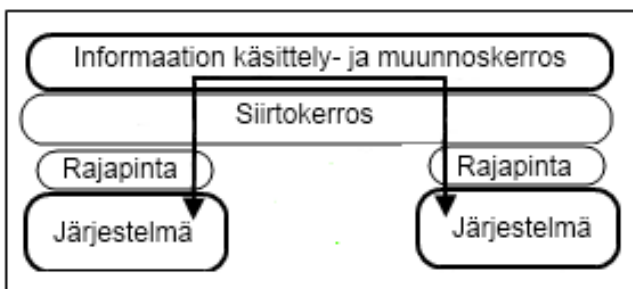 Informaation käsittely- ja muunnoskerros
Siirtokerros
Rajapinta
Rajapinta
Järjestelmä
Järjestelmä